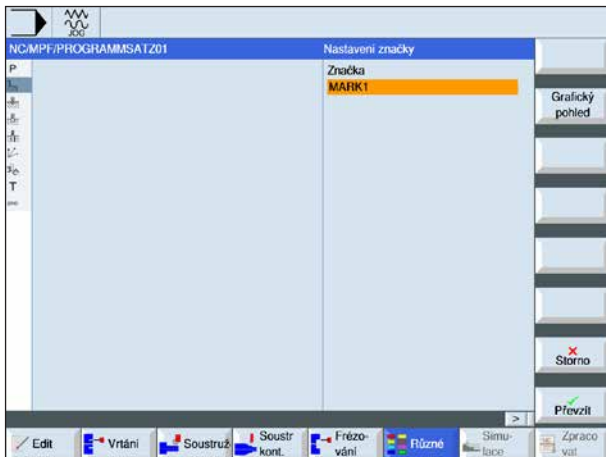 JOG
NC/MPF/PROGRAMMSATZ01
Nastavení značky
P
Značka
MARK1
Grafický
pohled
T
Storno
Převzít
>
Edit
Vrtání
Soustruž
Soustr
kont.
Frézo-
vání
Různé
Simu-
lace
Zpraco
vat